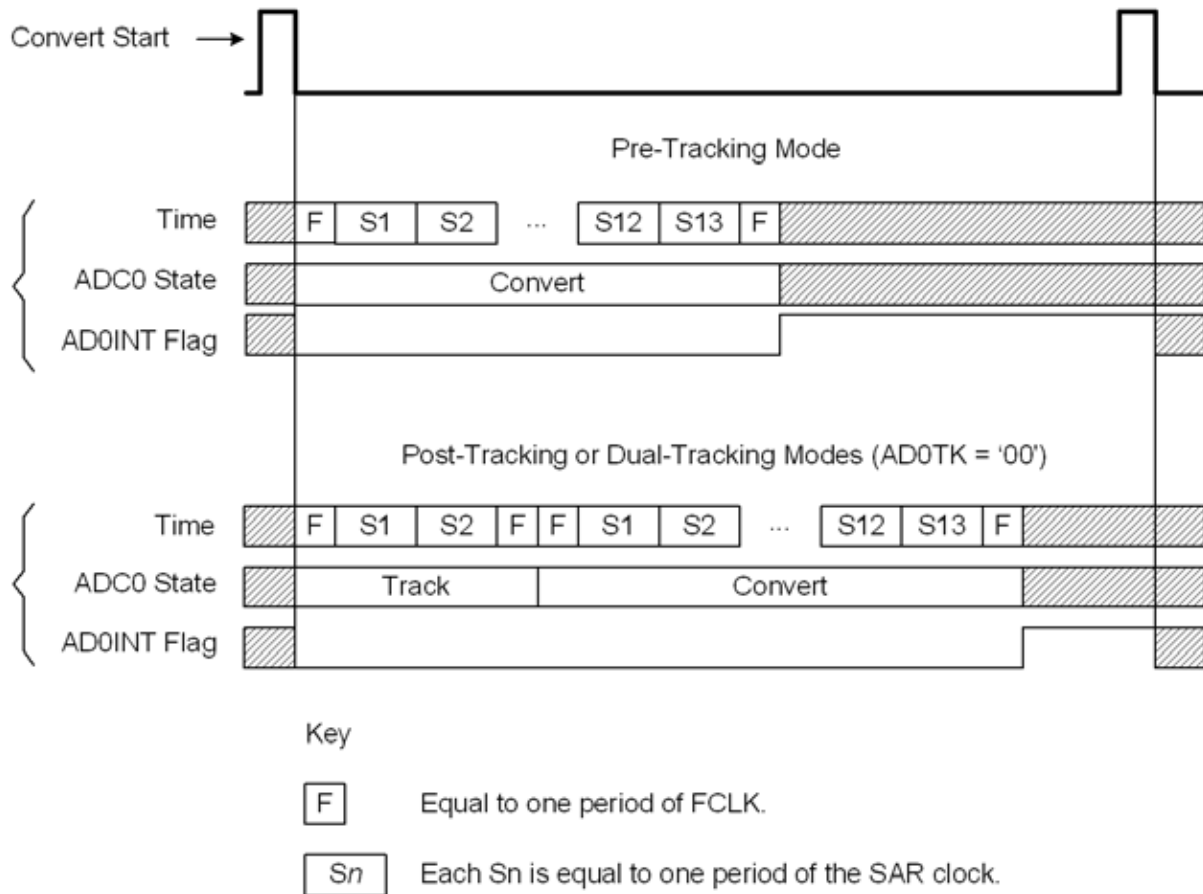 Convert Start
Pre-Tracking Mode
Time F S1 S2 ... S12 S13 F
ADC0 State Convert
AD0INT Flag
Post-Tracking or Dual-Tracking Modes (AD0TK = ‘00’)
Time F S1 S2 F F S1 S2 ... S12 S13 F
ADC0 State Track Convert
AD0INT Flag
Key
F Equal to one period of FCLK.
Sn Each Sn is equal to one period of the SAR clock.